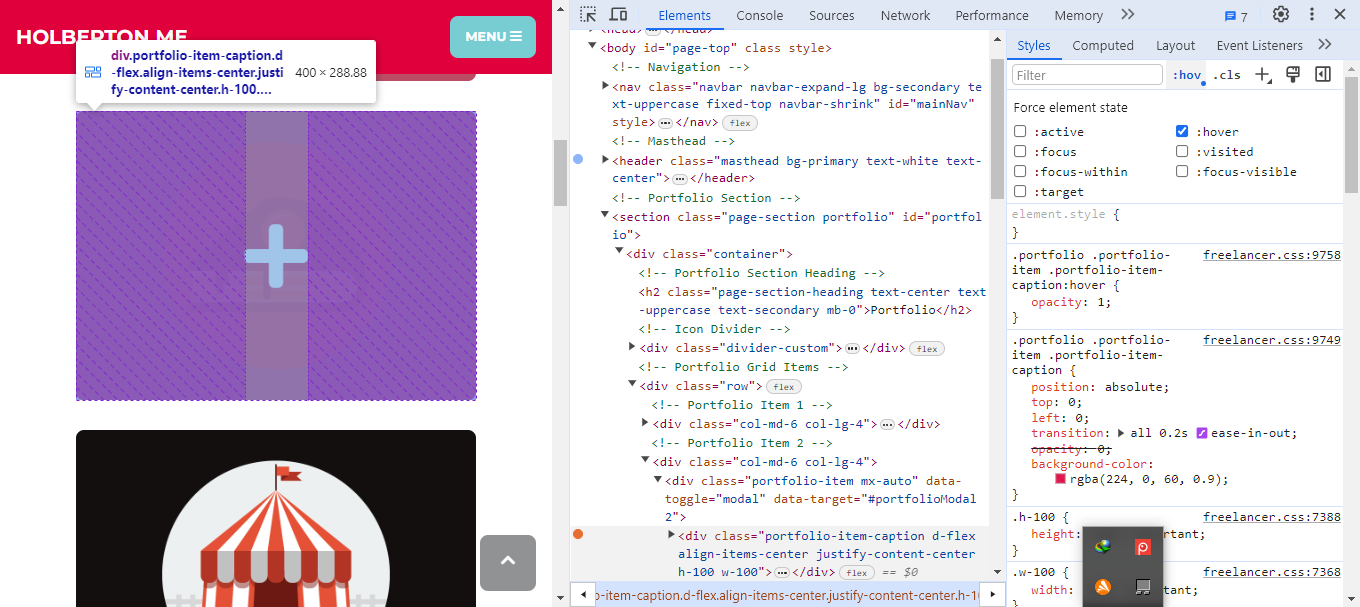 HOLBERTON ME
MENU
div.portfolio-item-caption.d
-flex.align-items-center.justi
fy-content-center.h-100....
400 × 288.88
Elements
Console
Sources
Network
Performance
Memory
7
<head> … </head>
<body id="page-top" class style>
<!-- Navigation -->
<nav class="navbar navbar-expand-lg bg-secondary te
xt-uppercase fixed-top navbar-shrink" id="mainNav"
style> … </nav> flex
<!-- Masthead -->
<header class="masthead bg-primary text-white text-
center"> … </header>
<!-- Portfolio Section -->
<section class="page-section portfolio" id="portfol
io">
<div class="container">
<!-- Portfolio Section Heading -->
<h2 class="page-section-heading text-center text
-uppercase text-secondary mb-0">Portfolio</h2>
<!-- Icon Divider -->
<div class="divider-custom"> … </div> flex
<!-- Portfolio Grid Items -->
<div class="row"> flex
<!-- Portfolio Item 1 -->
<div class="col-md-6 col-lg-4"> … </div>
<!-- Portfolio Item 2 -->
<div class="col-md-6 col-lg-4">
<div class="portfolio-item mx-auto" data-
toggle="modal" data-target="#portfolioModal
2">
<div class="portfolio-item-caption d-flex
align-items-center justify-content-center
h-100 w-100"> … </div> flex == $0
o-item-caption.d-flex.align-items-center.justify-content-center.h-1
Styles
Computed
Layout
Event Listeners
Filter
:hov
.cls
Force element state
:active
:hover
:focus
:visited
:focus-within
:focus-visible
:target
element.style {
}
.portfolio .portfolio-
item .portfolio-item-
caption:hover {
freelancer.css:9758
opacity: 1;
}
.portfolio .portfolio-
item .portfolio-item-
caption {
freelancer.css:9749
position: absolute;
top: 0;
left: 0;
transition: all 0.2s ease-in-out;
opacity: 0;
background-color:
rgba(224, 0, 60, 0.9);
}
.h-100 {
freelancer.css:7388
height: rtant;
}
.w-100 {
freelancer.css:7368
width: tant;